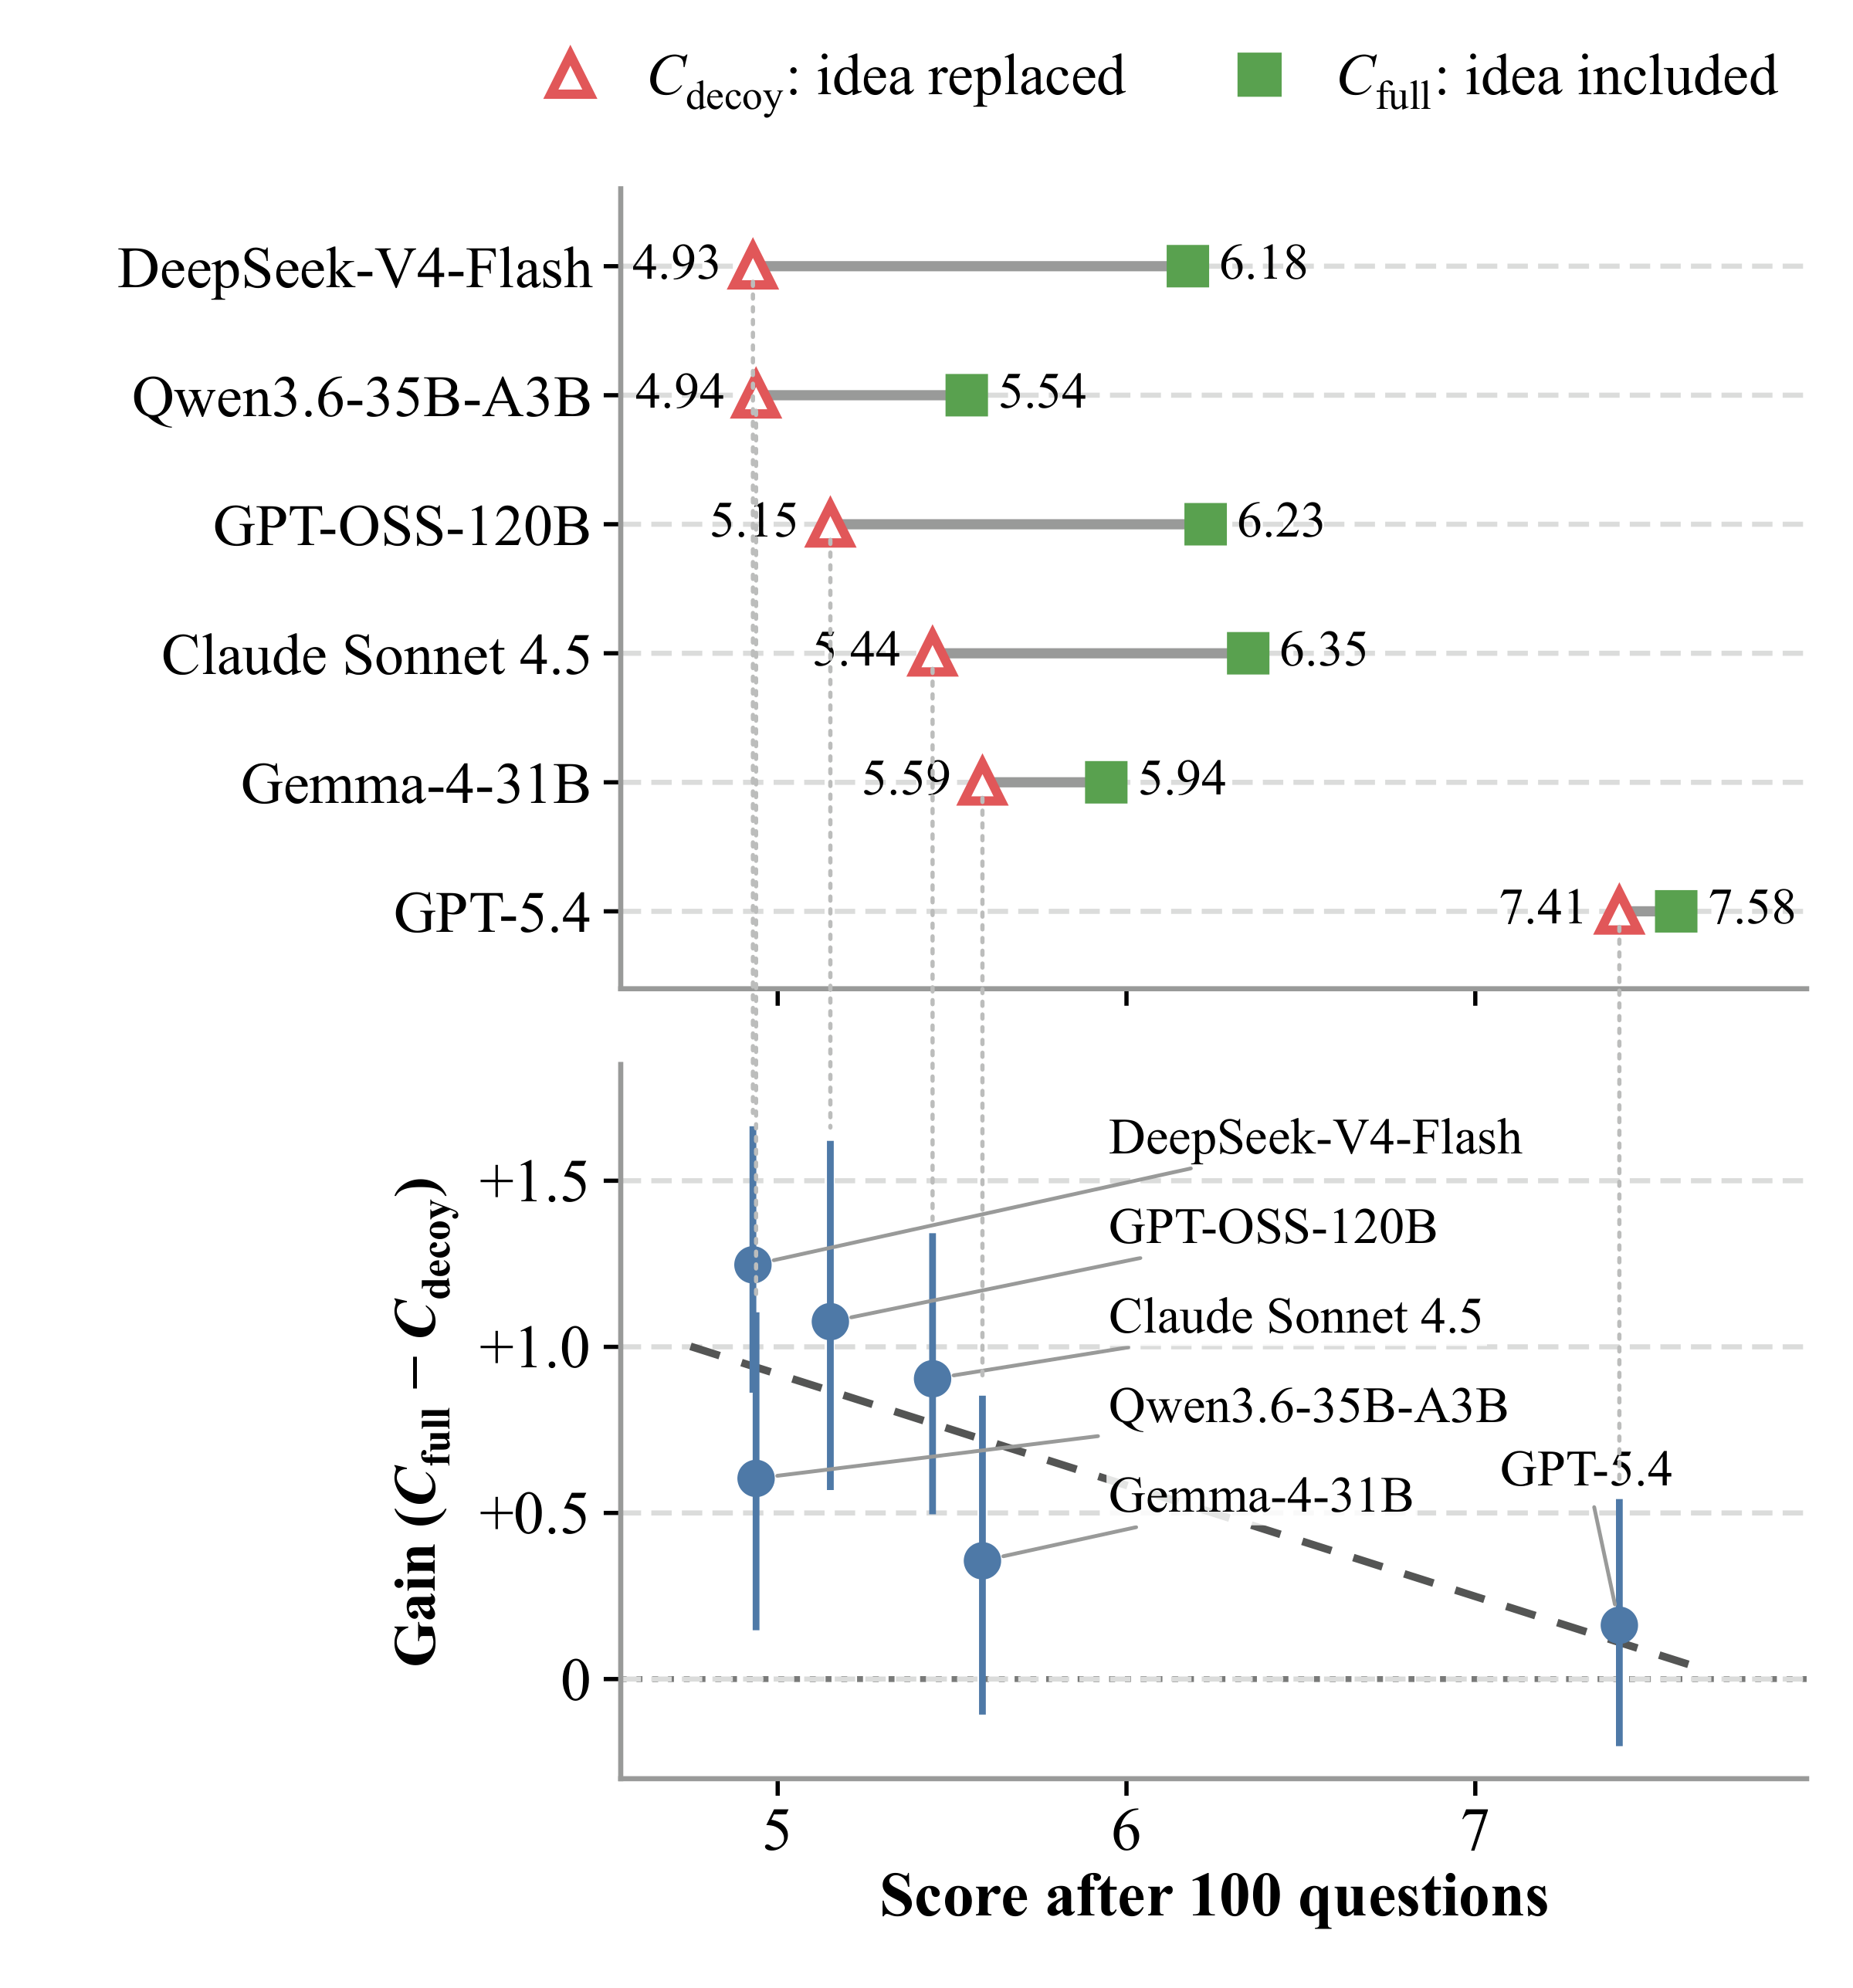 C_decoy: idea replaced
C_full: idea included
DeepSeek-V4-Flash 4.93 6.18
Qwen3.6-35B-A3B 4.94 5.54
GPT-OSS-120B 5.15 6.23
Claude Sonnet 4.5 5.44 6.35
Gemma-4-31B 5.59 5.94
GPT-5.4 7.41 7.58
Gain (C_full − C_decoy)
+1.5
+1.0
+0.5
0
DeepSeek-V4-Flash
GPT-OSS-120B
Claude Sonnet 4.5
Qwen3.6-35B-A3B
Gemma-4-31B
GPT-5.4
5 6 7
Score after 100 questions